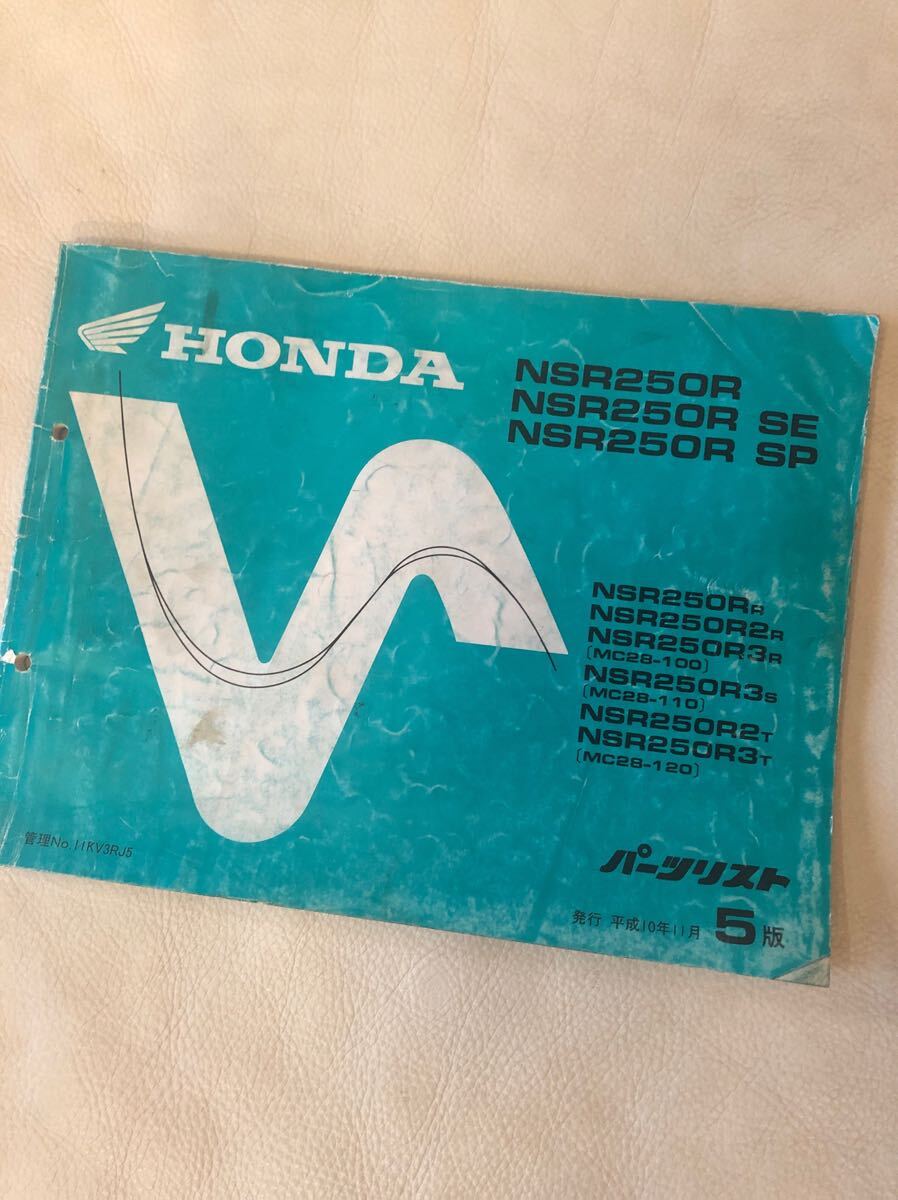 HONDA
NSR250R
NSR250R SE
NSR250R SP
NSR250RR
NSR250R2R
NSR250R3R
(MC28-100)
NSR250R3S
(MC28-110)
NSR250R2T
NSR250R3T
(MC28-120)
管理No.11KV3RJ5
パーツリスト
発行 平成10年11月 5版